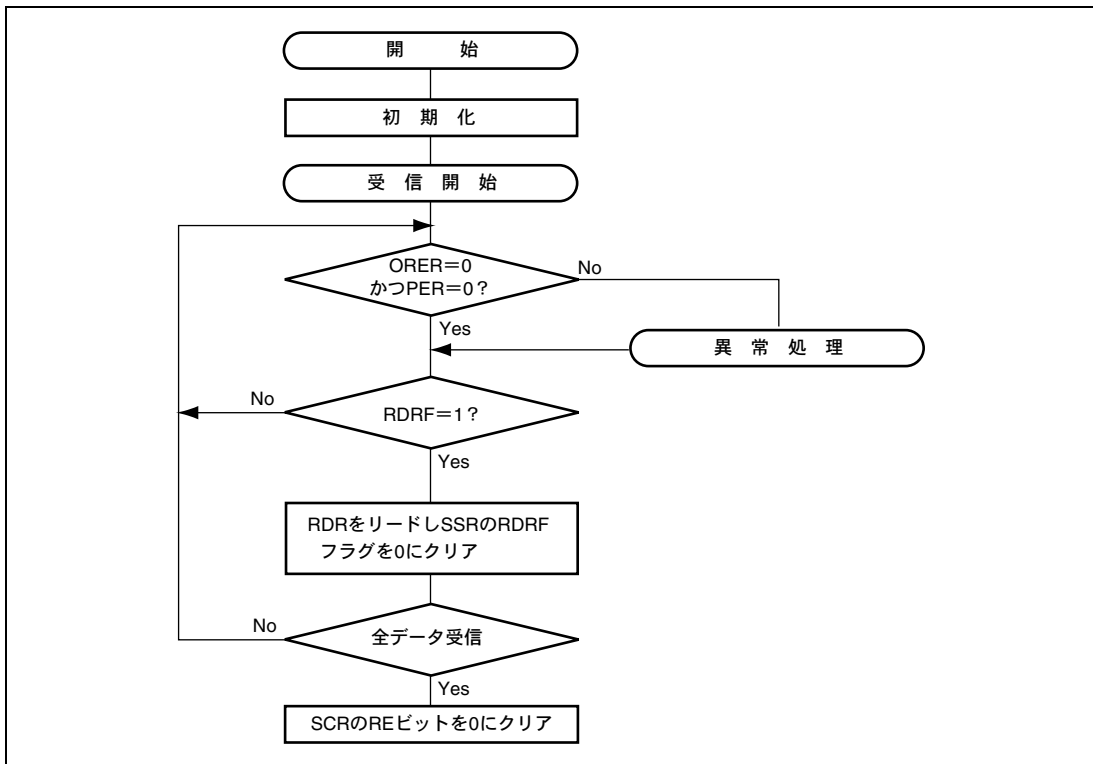 開始
初期化
受信開始
ORER=0
かつPER=0？
No
Yes
異常処理
No
RDRF=1？
Yes
RDRをリードしSSRのRDRF
フラグを0にクリア
No
全データ受信
Yes
SCRのREビットを0にクリア